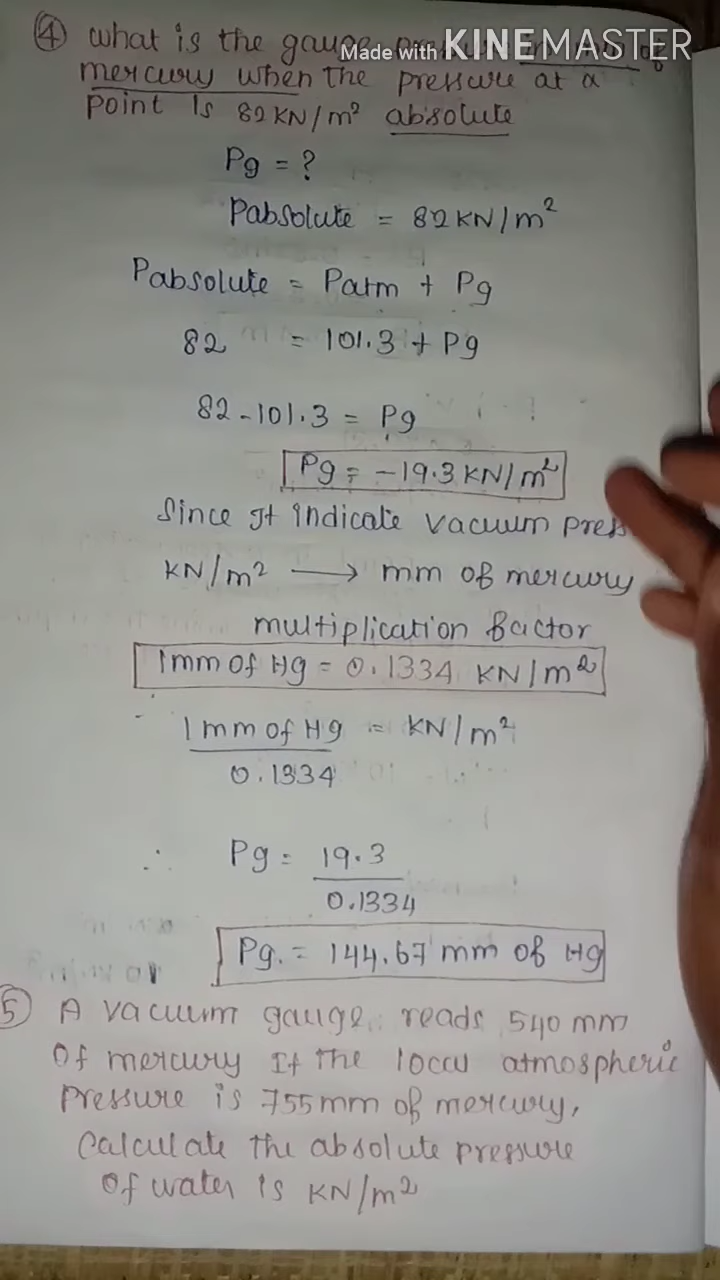 ④ What is the gauge
Made with KINEMASTER
mercury when the pressure at a
point is 82 KN/m² absolute
Pg = ?
Pabsolute = 82 KN/m²
Pabsolute = Patm + Pg
82 = 101.3 + Pg
82 - 101.3 = Pg
Pg = -19.3 KN/m²
Since It indicate vacuum
KN/m² → mm of mercury
multiplication factor
1mm of Hg = 0.1334 KN/m²
1 mm of Hg / 0.1334 = KN/m²
∴ Pg = 19.3 / 0.1334
Pg. = 144.67 mm of Hg
⑤ A vacuum gauge reads 540 mm
of mercury If the local atmospheric
pressure is 755mm of mercury,
Calculate the absolute pressure
of water is KN/m²